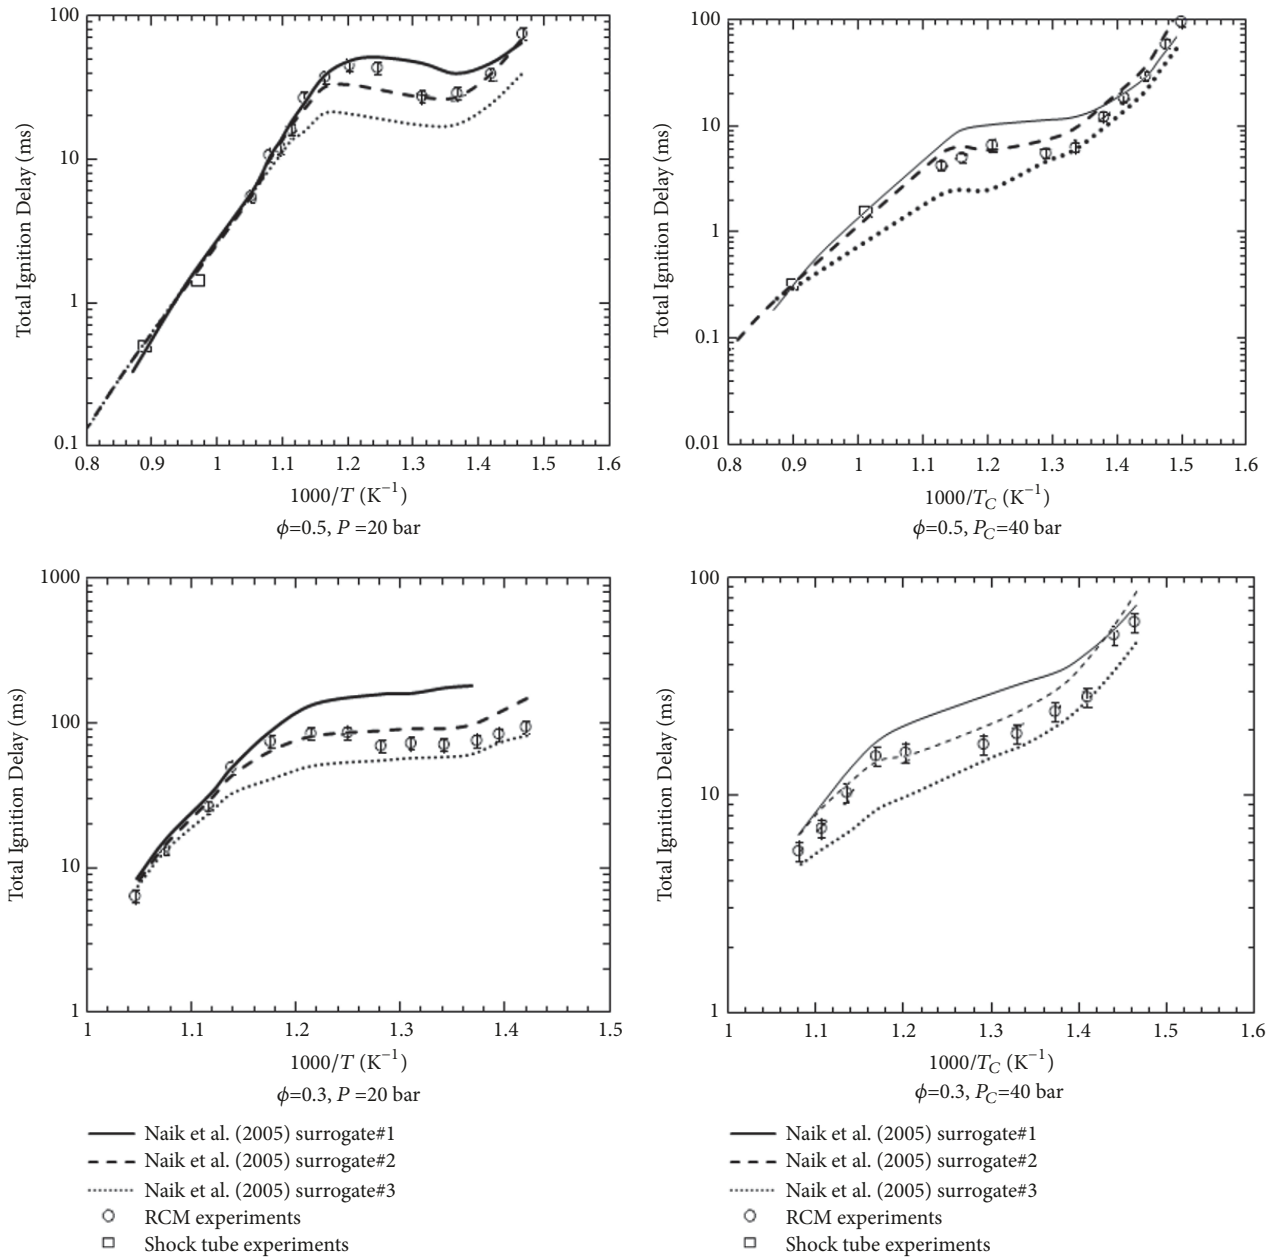 100
10
1
0.1
Total Ignition Delay (ms)
0.8 0.9 1 1.1 1.2 1.3 1.4 1.5 1.6
1000/T (K⁻¹)
ϕ=0.5, P =20 bar
100
10
1
0.1
0.01
Total Ignition Delay (ms)
0.8 0.9 1 1.1 1.2 1.3 1.4 1.5 1.6
1000/T_C (K⁻¹)
ϕ=0.5, P_C=40 bar
1000
100
10
1
Total Ignition Delay (ms)
1 1.1 1.2 1.3 1.4 1.5
1000/T (K⁻¹)
ϕ=0.3, P =20 bar
100
10
1
Total Ignition Delay (ms)
1 1.1 1.2 1.3 1.4 1.5 1.6
1000/T_C (K⁻¹)
ϕ=0.3, P_C=40 bar
Naik et al. (2005) surrogate#1
Naik et al. (2005) surrogate#2
Naik et al. (2005) surrogate#3
RCM experiments
Shock tube experiments
Naik et al. (2005) surrogate#1
Naik et al. (2005) surrogate#2
Naik et al. (2005) surrogate#3
RCM experiments
Shock tube experiments